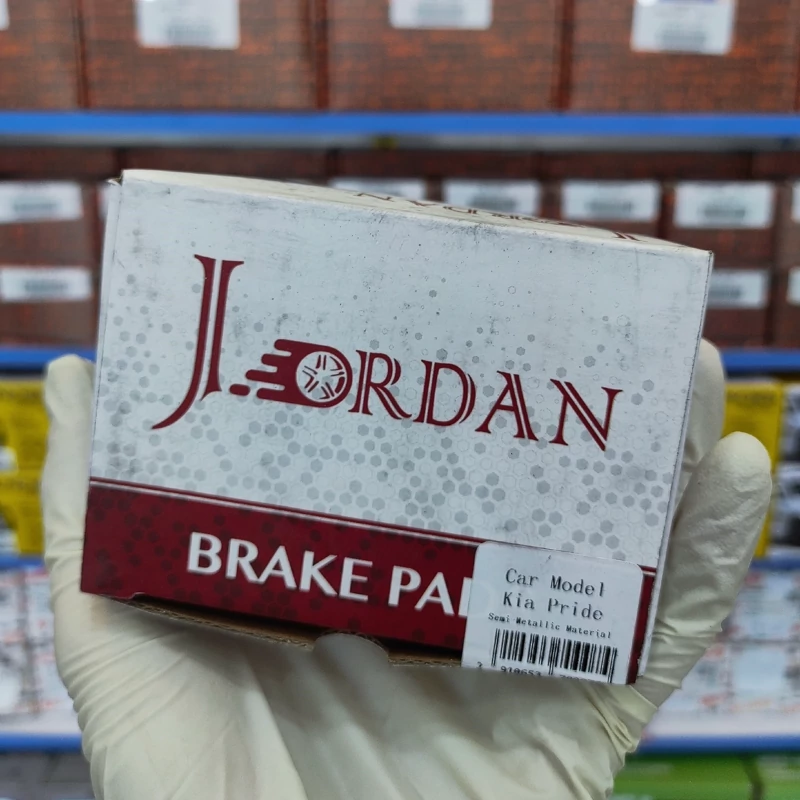 JORDAN
BRAKE PA
Car Model
Kia Pride
Semi Metallic Material